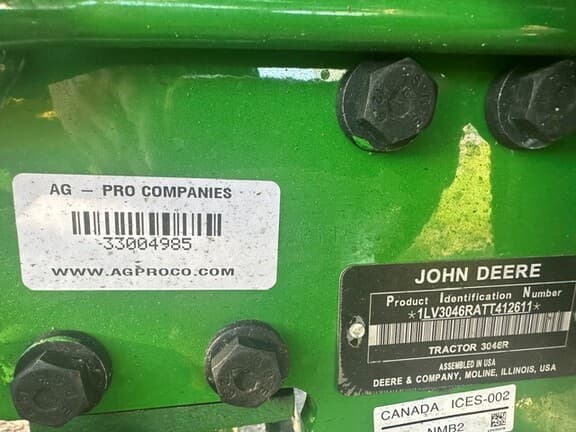 AG – PRO COMPANIES
33004985
WWW.AGPROCO.COM
JOHN DEERE
Product Identification Number
*1LV3046RATT412611*
TRACTOR 3046R
ASSEMBLED IN USA
DEERE & COMPANY, MOLINE, ILLINOIS, USA
CANADA ICES-002
NMB2